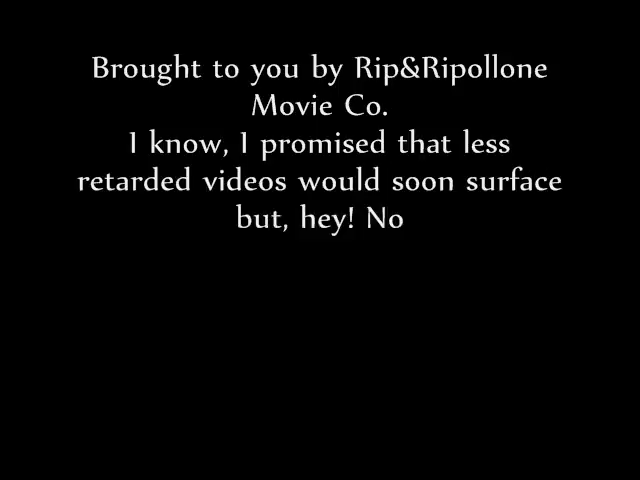 Brought to you by Rip&Ripollone
Movie Co.
I know, I promised that less
retarded videos would soon surface
but, hey! No